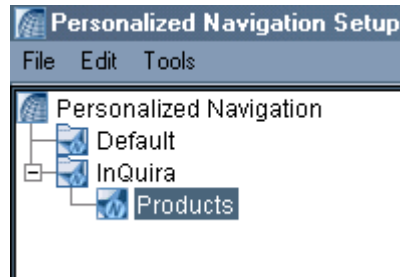 Personalized Navigation Setup
File Edit Tools
Personalized Navigation
Default
InQuira
Products